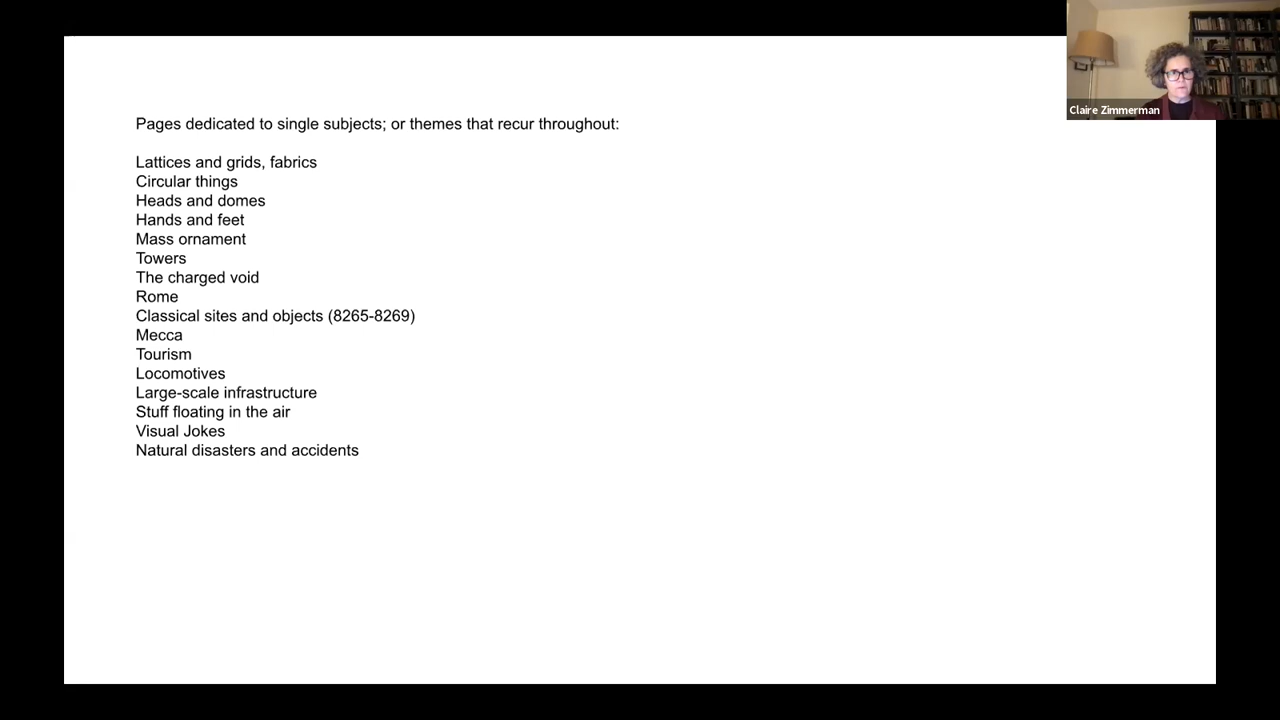 Pages dedicated to single subjects; or themes that recur throughout:
Lattices and grids, fabrics
Circular things
Heads and domes
Hands and feet
Mass ornament
Towers
The charged void
Rome
Classical sites and objects (8265-8269)
Mecca
Tourism
Locomotives
Large-scale infrastructure
Stuff floating in the air
Visual Jokes
Natural disasters and accidents
Claire Zimmerman